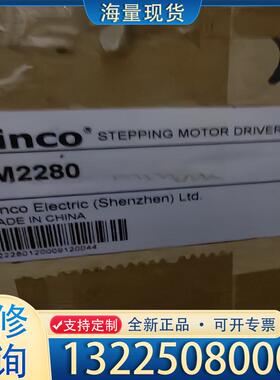 海量现货
inco® STEPPING MOTOR DRIVER
M2280
nco Electric (Shenzhen) Ltd.
ADE IN CHINA
修
询
支持定制 | 全新正品 · 可开专票
1322508000